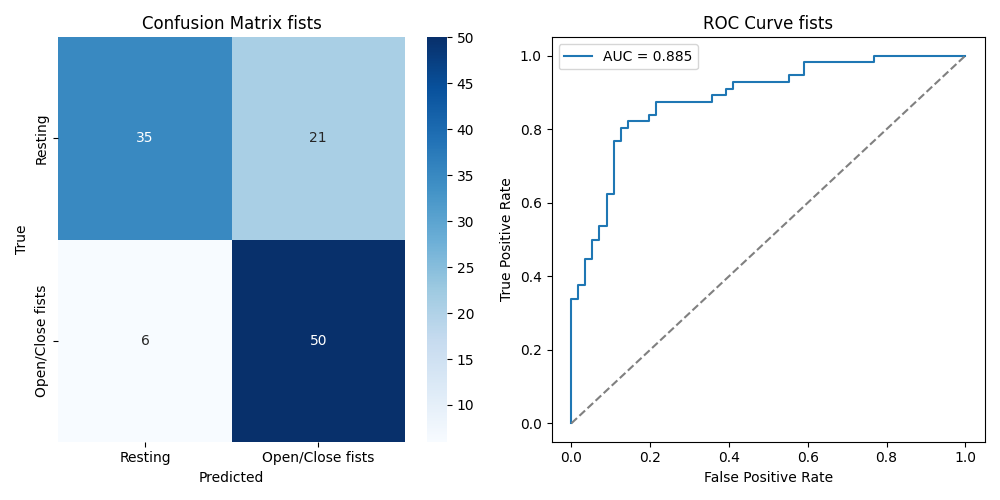 Confusion Matrix fists
True
Resting
Open/Close fists
35
21
6
50
Resting
Open/Close fists
Predicted
50
45
40
35
30
25
20
15
10
ROC Curve fists
AUC = 0.885
True Positive Rate
1.0
0.8
0.6
0.4
0.2
0.0
0.0
0.2
0.4
0.6
0.8
1.0
False Positive Rate